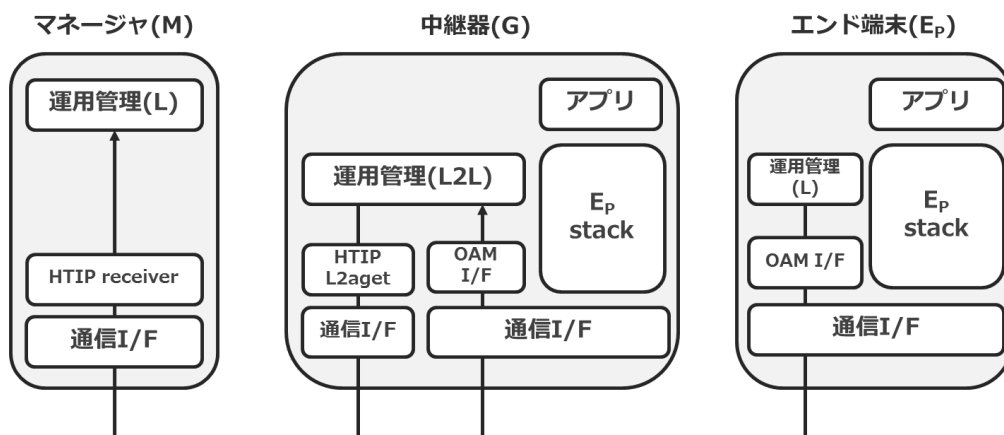 マネージャ(M)
運用管理(L)
HTIP receiver
通信I/F
中継器(G)
アプリ
運用管理(L2L)
EP
stack
HTIP
L2aget
OAM
I/F
通信I/F
通信I/F
エンド端末(EP)
アプリ
運用管理
(L)
EP
stack
OAM I/F
通信I/F